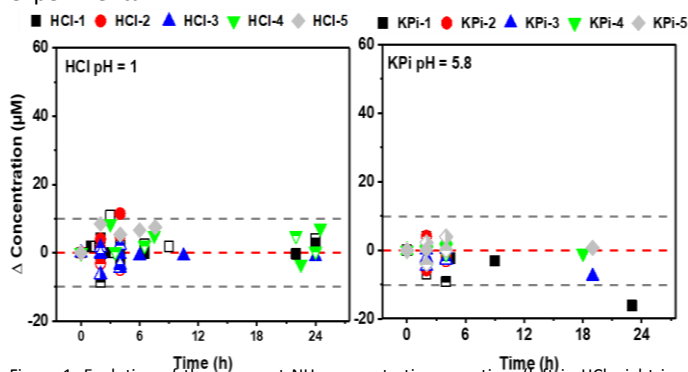 HCl-1 HCl-2 HCl-3 HCl-4 HCl-5
KPi-1 KPi-2 KPi-3 KPi-4 KPi-5
60
40
20
0
-20
Δ Concentration (µM)
HCl pH = 1
0 6 12 18 24
Time (h)
60
40
20
0
-20
KPi pH = 5.8
0 6 12 18 24
Time (h)